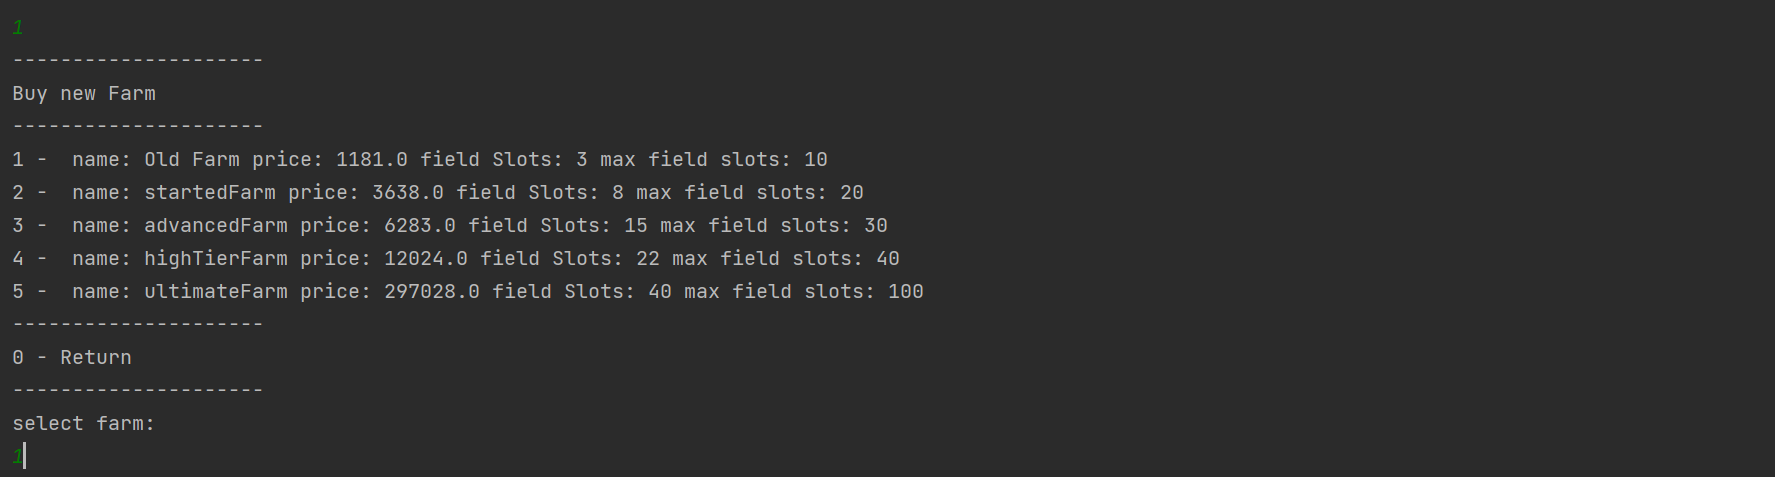 1
---------------------
Buy new Farm
---------------------
1 -  name: Old Farm price: 1181.0 field Slots: 3 max field slots: 10
2 -  name: startedFarm price: 3638.0 field Slots: 8 max field slots: 20
3 -  name: advancedFarm price: 6283.0 field Slots: 15 max field slots: 30
4 -  name: highTierFarm price: 12024.0 field Slots: 22 max field slots: 40
5 -  name: ultimateFarm price: 297028.0 field Slots: 40 max field slots: 100
---------------------
0 - Return
---------------------
select farm:
1